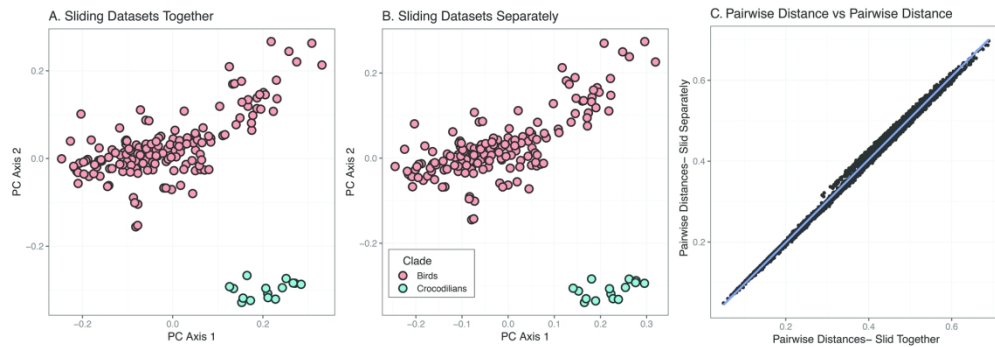 A. Sliding Datasets Together
PC Axis 2
0.2
0.0
−0.2
−0.2
0.0
0.2
PC Axis 1
B. Sliding Datasets Separately
PC Axis 2
0.2
0.0
−0.2
Clade
Birds
Crocodilians
−0.2
−0.1
0.0
0.1
0.2
0.3
PC Axis 1
C. Pairwise Distance vs Pairwise Distance
Pairwise Distances− Slid Separately
0.6
0.4
0.2
0.2
0.4
0.6
Pairwise Distances− Slid Together